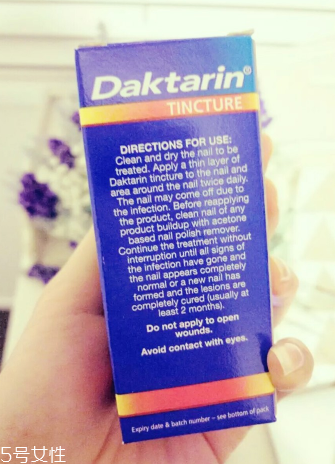 Daktarin®
TINCTURE
DIRECTIONS FOR USE:
Clean and dry the nail to be
treated. Apply a thin layer of
Daktarin tincture to the nail and
area around the nail twice daily.
The nail may come off due to
the infection. Before reapplying
the product, clean nail of any
product buildup with acetone
based nail polish remover.
Continue the treatment without
interruption until all signs of
the infection have gone and
the nail appears completely
normal or a new nail has
formed and the lesions are
completely cured (usually at
least 2 months).
Do not apply to open
wounds.
Avoid contact with eyes.
Expiry date & batch number – see bottom of pack
5号女性